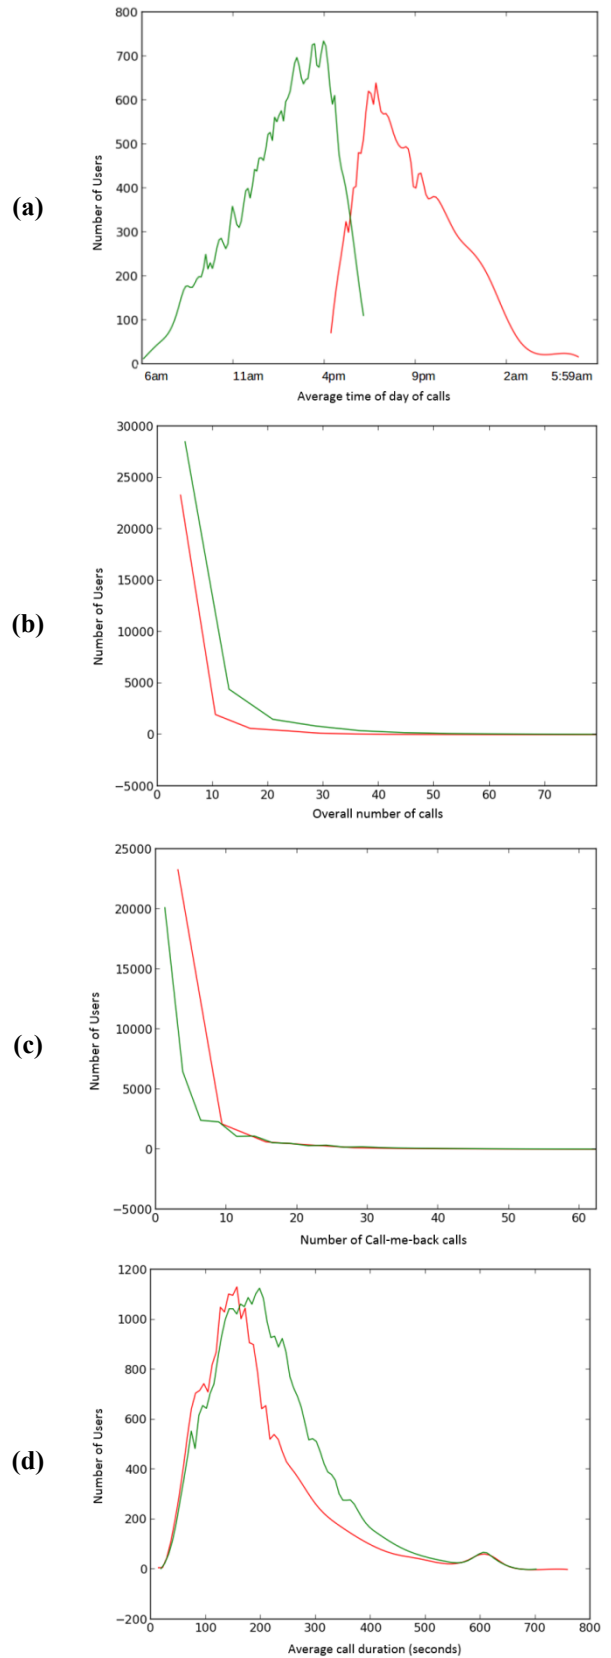 (a)
800
700
600
500
400
300
200
100
0
Number of Users
6am 11am 4pm 9pm 2am 5:59am
Average time of day of calls
(b)
30000
25000
20000
15000
10000
5000
0
−5000
Number of Users
0 10 20 30 40 50 60 70
Overall number of calls
(c)
25000
20000
15000
10000
5000
0
−5000
Number of Users
0 10 20 30 40 50 60
Number of Call-me-back calls
(d)
1200
1000
800
600
400
200
0
−200
Number of Users
0 100 200 300 400 500 600 700 800
Average call duration (seconds)